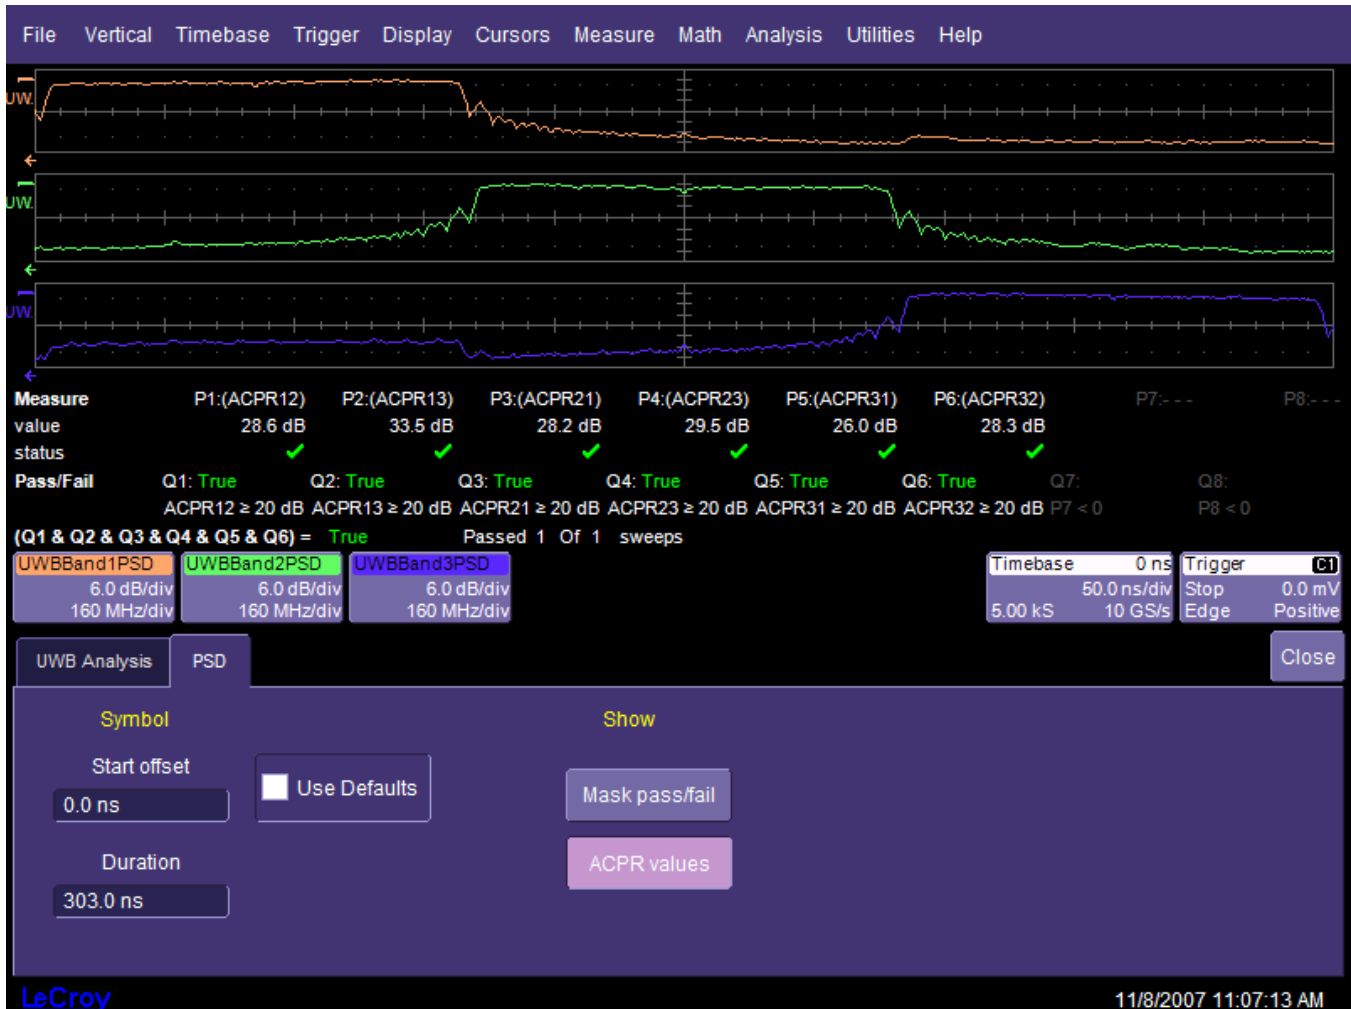 File Vertical Timebase Trigger Display Cursors Measure Math Analysis Utilities Help
UW.
UW.
UW.
Measure P1:(ACPR12) P2:(ACPR13) P3:(ACPR21) P4:(ACPR23) P5:(ACPR31) P6:(ACPR32) P7:- - - P8:- - -
value 28.6 dB 33.5 dB 28.2 dB 29.5 dB 26.0 dB 28.3 dB
status
Pass/Fail Q1: True Q2: True Q3: True Q4: True Q5: True Q6: True Q7: Q8:
ACPR12 ≥ 20 dB ACPR13 ≥ 20 dB ACPR21 ≥ 20 dB ACPR23 ≥ 20 dB ACPR31 ≥ 20 dB ACPR32 ≥ 20 dB P7 < 0 P8 < 0
(Q1 & Q2 & Q3 & Q4 & Q5 & Q6) = True Passed 1 Of 1 sweeps
UWBBand1PSD UWBBand2PSD UWBBand3PSD Timebase 0 ns Trigger C1
6.0 dB/div 6.0 dB/div 6.0 dB/div 50.0 ns/div Stop 0.0 mV
160 MHz/div 160 MHz/div 160 MHz/div 5.00 kS 10 GS/s Edge Positive
UWB Analysis PSD Close
Symbol Show
Start offset
Use Defaults
0.0 ns
Mask pass/fail
Duration
ACPR values
303.0 ns
LeCroy
11/8/2007 11:07:13 AM